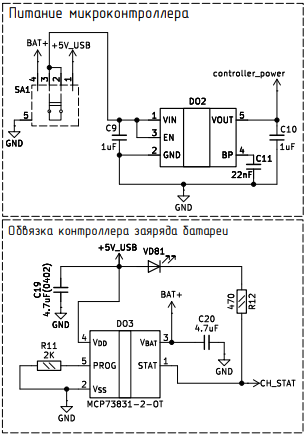 Питание микроконтроллера
BAT+ +5V_USB
controller_power
4 3 2 1
SA1
5
GND
DO2
C9
1uF
1 VIN
3 EN
2 GND
VOUT 5
BP 4
C10
1uF
C11
22nF
GND
Обвязка контроллера заряда батареи
+5V_USB
VD81
C19
4.7uF(0402)
GND
BAT+
C20
4.7uF
GND
470
R12
DO3
R11
2K
4 VDD
5 PROG
2 VSS
VBAT 3
STAT 1
MCP73831-2-OT
GND
CH_STAT